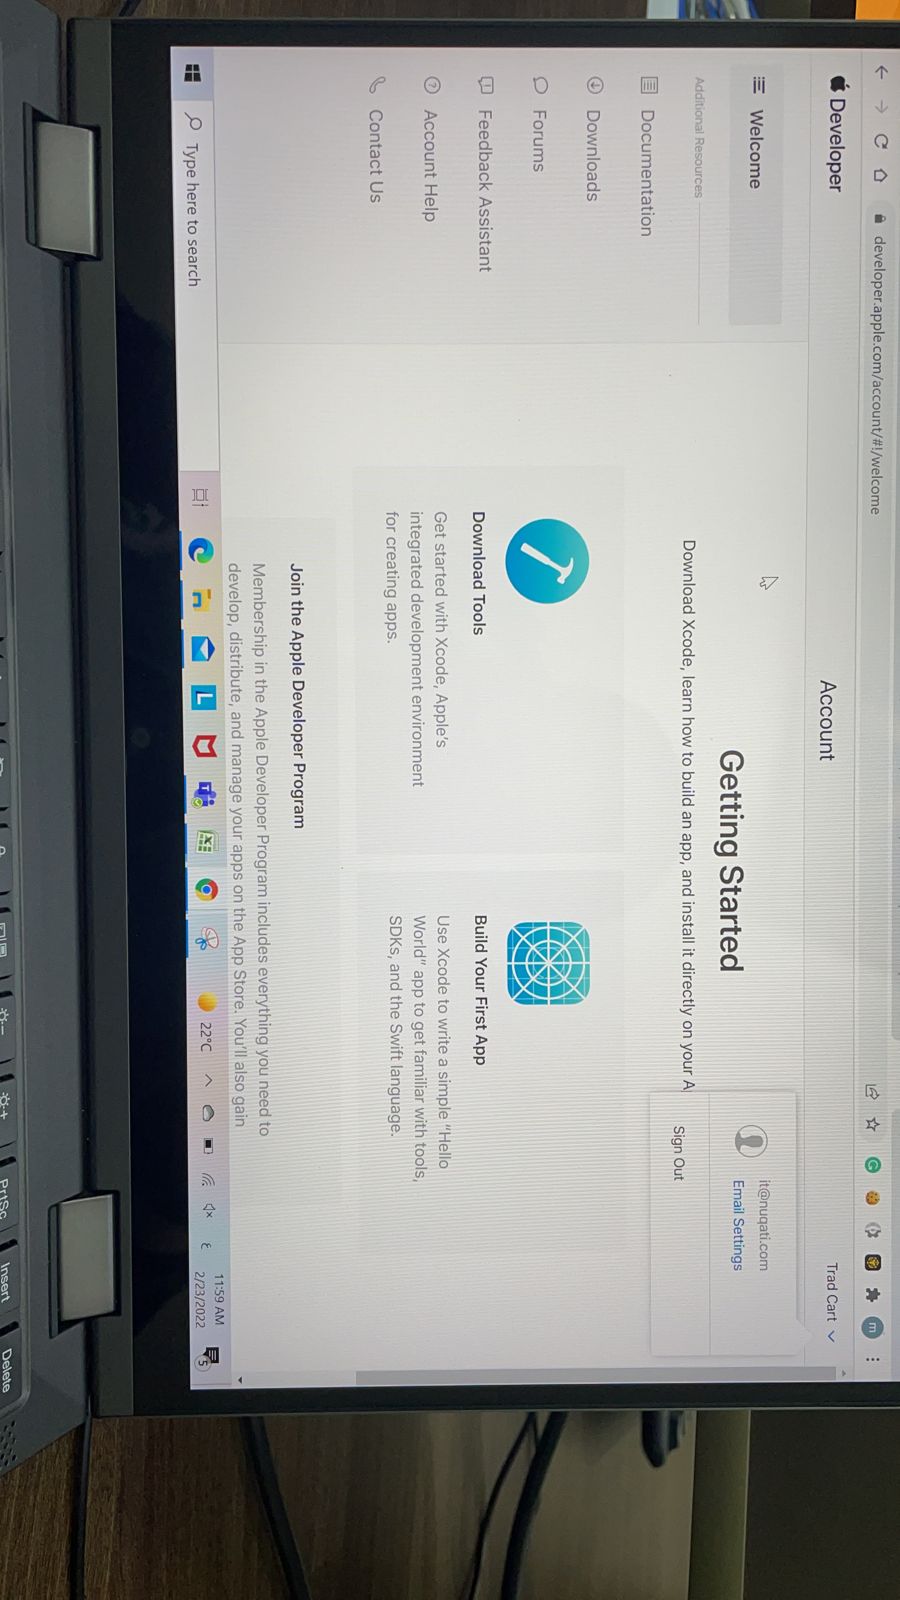 developer.apple.com/account/#!/welcome
m
Developer
Account
Trad Cart
it@nuqati.com
Email Settings
Sign Out
Welcome
Additional Resources
Documentation
Downloads
Forums
Feedback Assistant
Account Help
Contact Us
Getting Started
Download Xcode, learn how to build an app, and install it directly on your A
Download Tools
Get started with Xcode, Apple's
integrated development environment
for creating apps.
Build Your First App
Use Xcode to write a simple “Hello
World” app to get familiar with tools,
SDKs, and the Swift language.
Join the Apple Developer Program
Membership in the Apple Developer Program includes everything you need to
develop, distribute, and manage your apps on the App Store. You'll also gain
Type here to search
L
22°C
ع
11:59 AM
2/23/2022
5
PrtSc
Insert
Delete